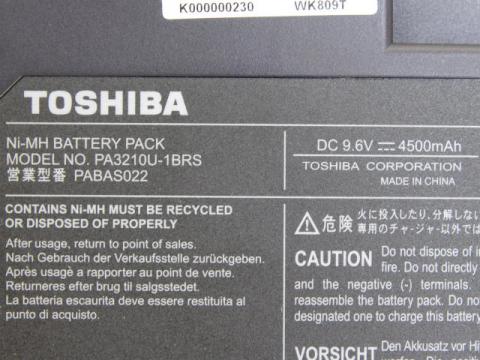 K000000230 WK809T
TOSHIBA
Ni-MH BATTERY PACK
MODEL NO. PA3210U-1BRS
営業型番 PABAS022
DC 9.6V ⎓ 4500mAh
TOSHIBA CORPORATION
MADE IN CHINA
CONTAINS Ni-MH MUST BE RECYCLED
OR DISPOSED OF PROPERLY
After usage, return to point of sales.
Nach Gebrauch der Verkaufsstelle zurückgeben.
Après usagè a rapporter au point de vente.
Returneres efter brug til salgsstedet.
La batteria escaurita deve essere restituita al
punto di acquisto.
危険 火に投入したり、分解しない
専用のチャージャー以外では
CAUTION Do not dispose of in
fire. Do not directly
and the negative (-) terminals.
reassemble the battery pack. Do not
designated one to charge this battery
VORSICHT Den Akkusatz vor Hi